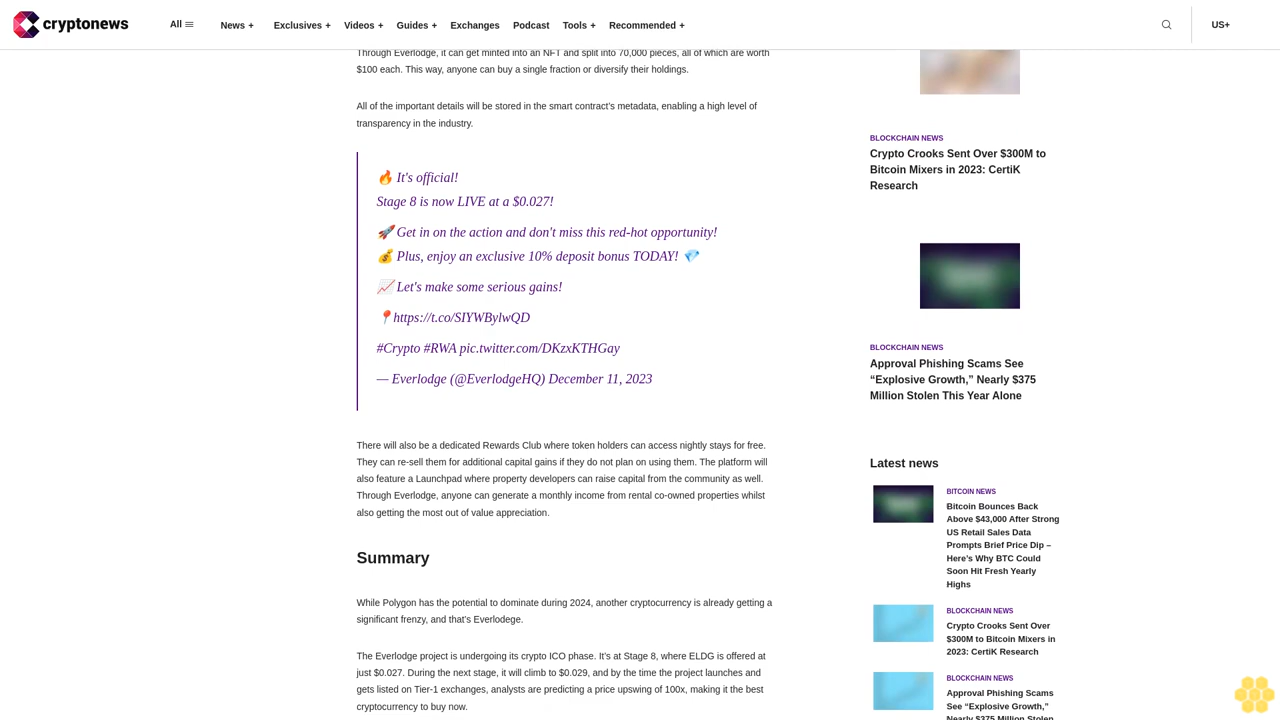 cryptonews
All
News +
Exclusives +
Videos +
Guides +
Exchanges
Podcast
Tools +
Recommended +
US+
Through Everlodge, it can get minted into an NFT and split into 70,000 pieces, all of which are worth
$100 each. This way, anyone can buy a single fraction or diversify their holdings.
All of the important details will be stored in the smart contract's metadata, enabling a high level of
transparency in the industry.
🔥 It's official!
Stage 8 is now LIVE at a $0.027!
🚀 Get in on the action and don't miss this red-hot opportunity!
💰 Plus, enjoy an exclusive 10% deposit bonus TODAY! 💎
📈 Let's make some serious gains!
📍https://t.co/SIYWBylwQD
#Crypto #RWA pic.twitter.com/DKzxKTHGay
— Everlodge (@EverlodgeHQ) December 11, 2023
There will also be a dedicated Rewards Club where token holders can access nightly stays for free.
They can re-sell them for additional capital gains if they do not plan on using them. The platform will
also feature a Launchpad where property developers can raise capital from the community as well.
Through Everlodge, anyone can generate a monthly income from rental co-owned properties whilst
also getting the most out of value appreciation.
Summary
While Polygon has the potential to dominate during 2024, another cryptocurrency is already getting a
significant frenzy, and that's Everlodege.
The Everlodge project is undergoing its crypto ICO phase. It's at Stage 8, where ELDG is offered at
just $0.027. During the next stage, it will climb to $0.029, and by the time the project launches and
gets listed on Tier-1 exchanges, analysts are predicting a price upswing of 100x, making it the best
cryptocurrency to buy now.
BLOCKCHAIN NEWS
Crypto Crooks Sent Over $300M to
Bitcoin Mixers in 2023: CertiK
Research
BLOCKCHAIN NEWS
Approval Phishing Scams See
“Explosive Growth,” Nearly $375
Million Stolen This Year Alone
Latest news
BITCOIN NEWS
Bitcoin Bounces Back
Above $43,000 After Strong
US Retail Sales Data
Prompts Brief Price Dip –
Here's Why BTC Could
Soon Hit Fresh Yearly
Highs
BLOCKCHAIN NEWS
Crypto Crooks Sent Over
$300M to Bitcoin Mixers in
2023: CertiK Research
BLOCKCHAIN NEWS
Approval Phishing Scams
See “Explosive Growth,”
Nearly $375 Million Stolen